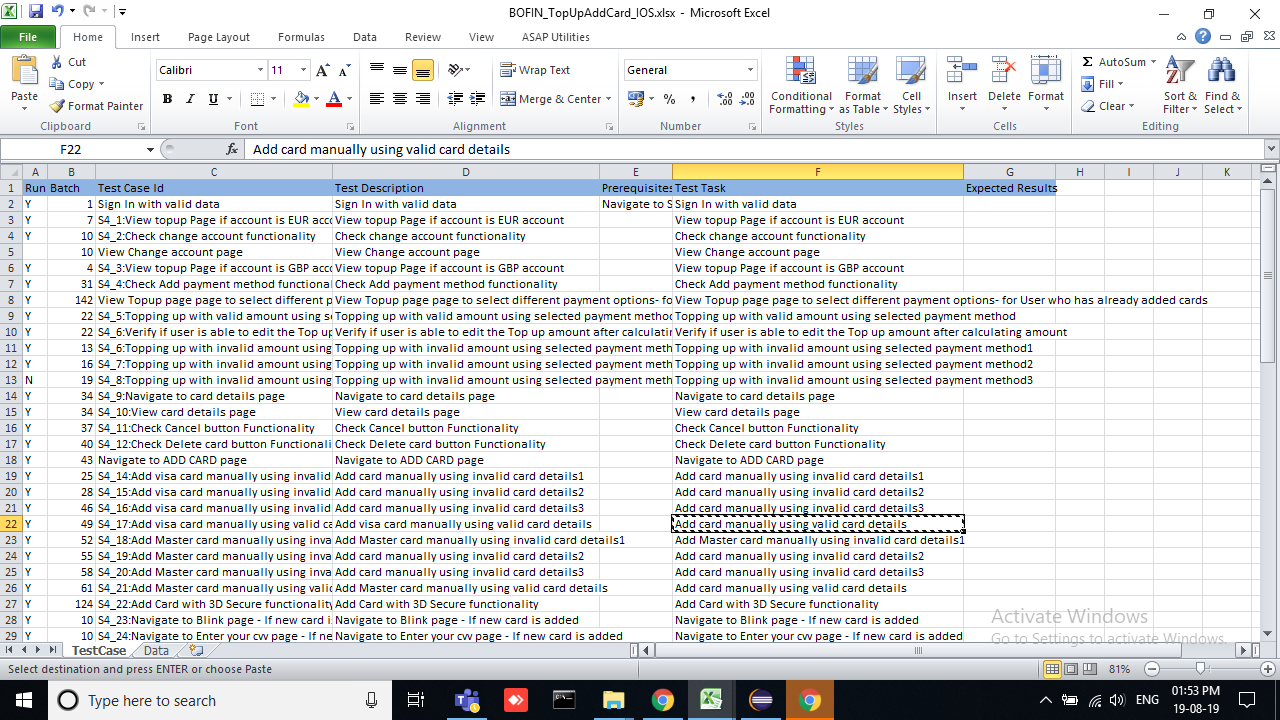 BOFIN_TopUpAddCard_IOS.xlsx - Microsoft Excel
File Home Insert Page Layout Formulas Data Review View ASAP Utilities
Paste Cut Copy Format Painter Clipboard
Calibri 11 A A B I U A Font
Wrap Text Merge & Center Alignment
General % , .00 .00 Number
Conditional Formatting Format as Table Cell Styles Styles
Insert Delete Format Cells
Σ AutoSum Fill Clear Sort & Filter Find & Select Editing
F22 fx Add card manually using valid card details
A B C D E F G H I J K
1 Run Batch Test Case Id Test Description Prerequisites Test Task Expected Results
2 Y 1 Sign In with valid data Sign In with valid data Navigate to S Sign In with valid data
3 Y 7 S4_1:View topup Page if account is EUR acco View topup Page if account is EUR account View topup Page if account is EUR account
4 Y 10 S4_2:Check change account functionality Check change account functionality Check change account functionality
5 10 View Change account page View Change account page View Change account page
6 Y 4 S4_3:View topup Page if account is GBP acco View topup Page if account is GBP account View topup Page if account is GBP account
7 Y 31 S4_4:Check Add payment method functional Check Add payment method functionality Check Add payment method functionality
8 Y 142 View Topup page page to select different p View Topup page page to select different payment options- fo View Topup page page to select different payment options- for User who has already added cards
9 Y 22 S4_5:Topping up with valid amount using s Topping up with valid amount using selected payment method Topping up with valid amount using selected payment method
10 Y 22 S4_6:Verify if user is able to edit the Top up Verify if user is able to edit the Top up amount after calculatin Verify if user is able to edit the Top up amount after calculating amount
11 Y 13 S4_6:Topping up with invalid amount using Topping up with invalid amount using selected payment meth Topping up with invalid amount using selected payment method1
12 Y 16 S4_7:Topping up with invalid amount using Topping up with invalid amount using selected payment meth Topping up with invalid amount using selected payment method2
13 N 19 S4_8:Topping up with invalid amount using Topping up with invalid amount using selected payment meth Topping up with invalid amount using selected payment method3
14 Y 34 S4_9:Navigate to card details page Navigate to card details page Navigate to card details page
15 Y 34 S4_10:View card details page View card details page View card details page
16 Y 37 S4_11:Check Cancel button Functionality Check Cancel button Functionality Check Cancel button Functionality
17 Y 40 S4_12:Check Delete card button Functionali Check Delete card button Functionality Check Delete card button Functionality
18 Y 43 Navigate to ADD CARD page Navigate to ADD CARD page Navigate to ADD CARD page
19 Y 25 S4_14:Add visa card manually using invalid Add card manually using invalid card details1 Add card manually using invalid card details1
20 Y 28 S4_15:Add visa card manually using invalid Add card manually using invalid card details2 Add card manually using invalid card details2
21 Y 46 S4_16:Add visa card manually using invalid Add card manually using invalid card details3 Add card manually using invalid card details3
22 Y 49 S4_17:Add visa card manually using valid ca Add visa card manually using valid card details Add card manually using valid card details
23 Y 52 S4_18:Add Master card manually using inva Add Master card manually using invalid card details1 Add Master card manually using invalid card details1
24 Y 55 S4_19:Add Master card manually using inva Add card manually using invalid card details2 Add card manually using invalid card details2
25 Y 58 S4_20:Add Master card manually using inva Add card manually using invalid card details3 Add card manually using invalid card details3
26 Y 61 S4_21:Add Master card manually using valid Add Master card manually using valid card details Add card manually using valid card details
27 Y 124 S4_22:Add Card with 3D Secure functionality Add Card with 3D Secure functionality Add Card with 3D Secure functionality
28 Y 10 S4_23:Navigate to Blink page - If new card is Navigate to Blink page - If new card is added Navigate to Blink page - If new card is added
29 Y 10 S4_24:Navigate to Enter your cvv page - If ne Navigate to Enter your cvv page - If new card is added Navigate to Enter your cvv page - If new card is added
Activate Windows
Go to Settings to activate Windows.
TestCase Data
Select destination and press ENTER or choose Paste 81%
Type here to search ENG 01:53 PM
19-08-19